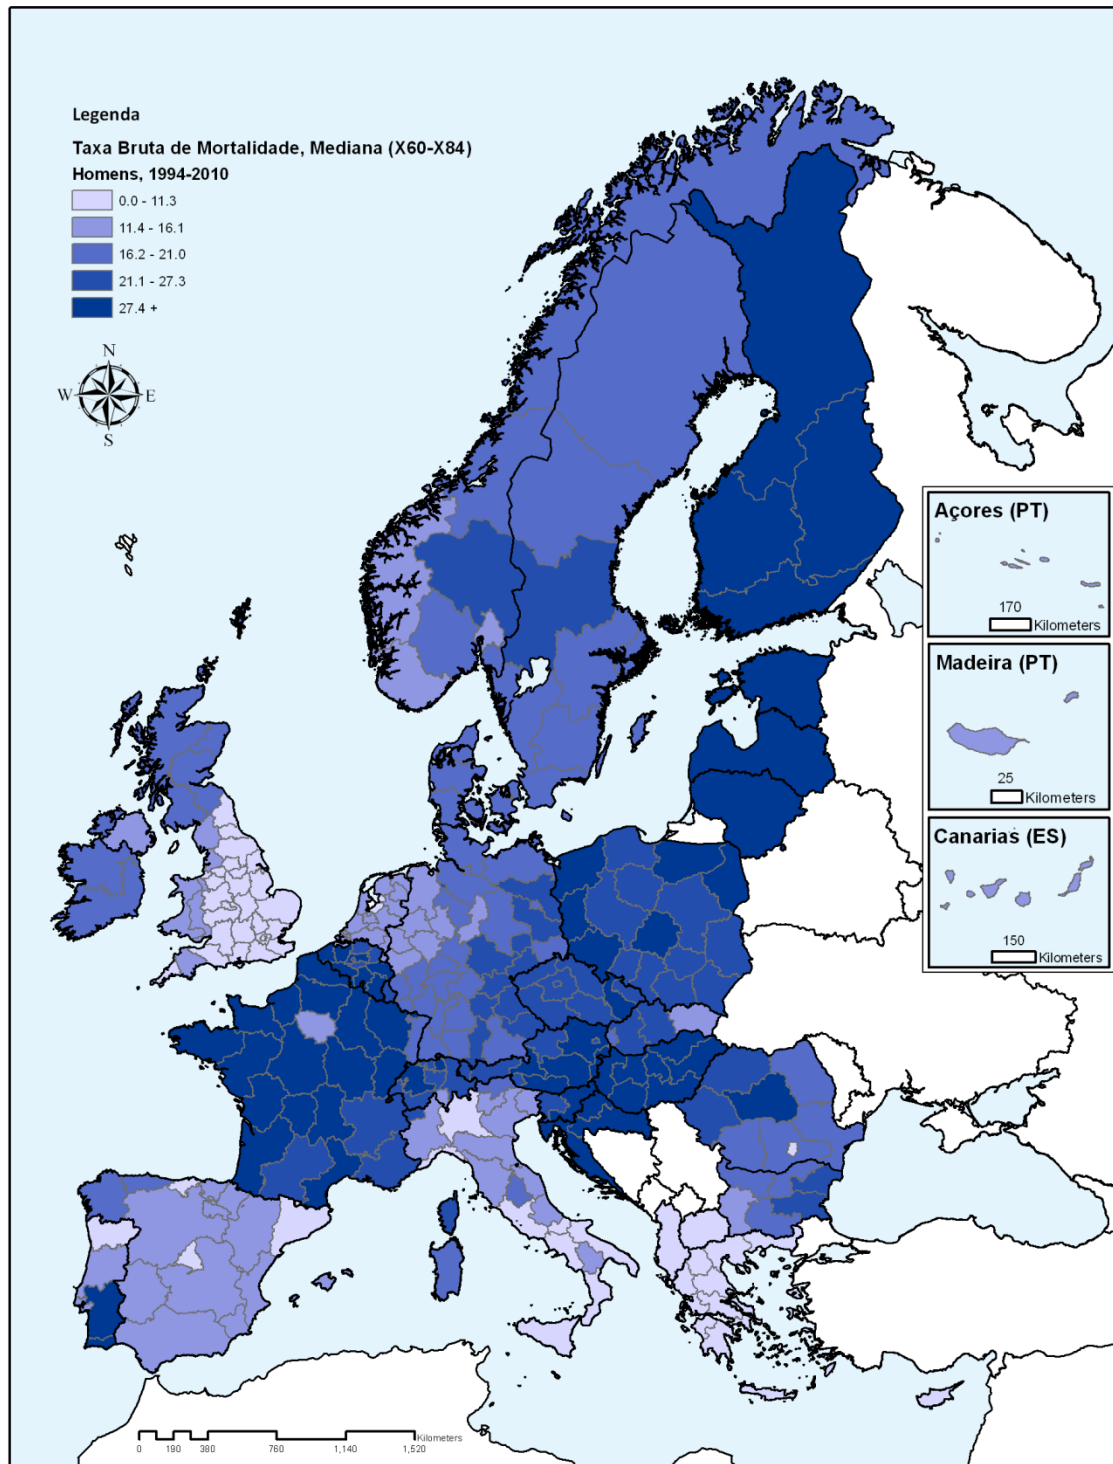 Legenda
Taxa Bruta de Mortalidade, Mediana (X60-X84)
Homens, 1994-2010
0.0 - 11.3
11.4 - 16.1
16.2 - 21.0
21.1 - 27.3
27.4 +
N
W E
S
Açores (PT)
170
Kilometers
Madeira (PT)
25
Kilometers
Canarias (ES)
150
Kilometers
Kilometers
0 190 380 760 1,140 1,520